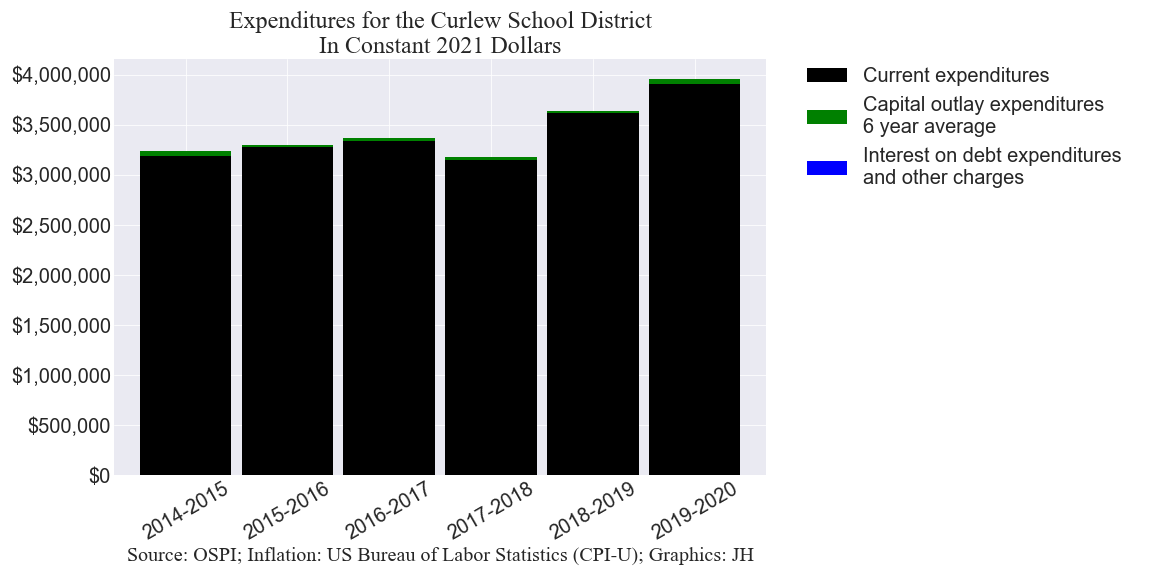 Expenditures for the Curlew School District
In Constant 2021 Dollars
$4,000,000
$3,500,000
$3,000,000
$2,500,000
$2,000,000
$1,500,000
$1,000,000
$500,000
$0
2014-2015
2015-2016
2016-2017
2017-2018
2018-2019
2019-2020
Source: OSPI; Inflation: US Bureau of Labor Statistics (CPI-U); Graphics: JH
Current expenditures
Capital outlay expenditures
6 year average
Interest on debt expenditures
and other charges